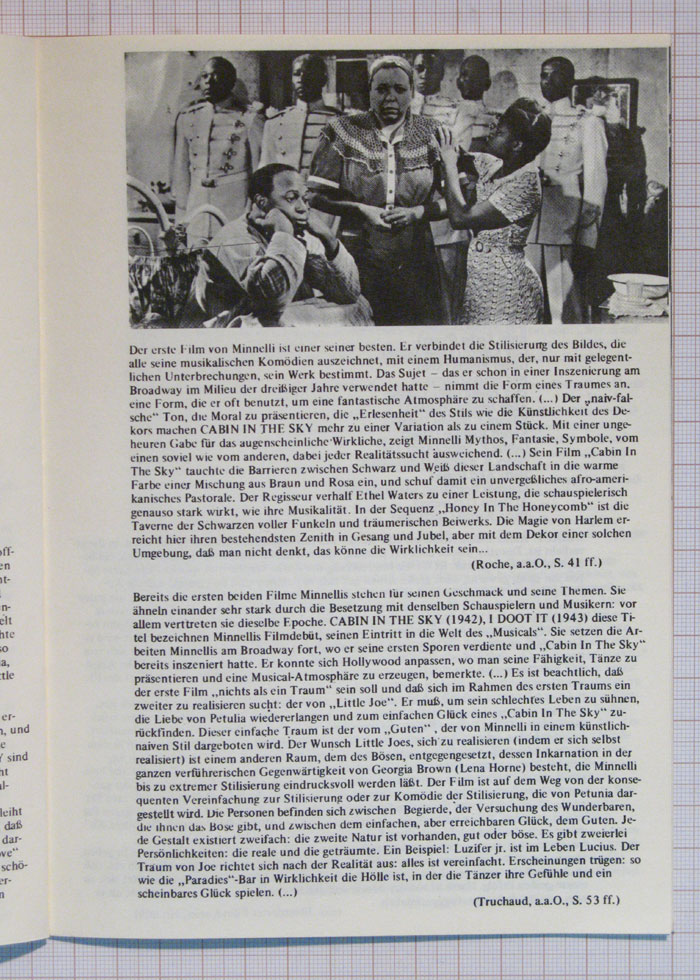 Der erste Film von Minnelli ist einer seiner besten. Er verbindet die Stilisierung des Bildes, die
alle seine musikalischen Komödien auszeichnet, mit einem Humanismus, der, nur mit gelegent-
lichen Unterbrechungen, sein Werk bestimmt. Das Sujet – das er schon in einer Inszenierung am
Broadway im Milieu der dreißiger Jahre verwendet hatte – nimmt die Form eines Traumes an,
eine Form, die er oft benutzt, um eine fantastische Atmosphäre zu schaffen. (...) Der „naiv-fal-
sche" Ton, die Moral zu präsentieren, die „Erlesenheit" des Stils wie die Künstlichkeit des De-
kors machen CABIN IN THE SKY mehr zu einer Variation als zu einem Stück. Mit einer unge-
heuren Gabe für das augenscheinliche Wirkliche, zeigt Minnelli Mythos, Fantasie, Symbole, vom
einen soviel wie vom anderen, dabei jeder Realitätssucht ausweichend. (...) Sein Film „Cabin In
The Sky" tauchte die Barrieren zwischen Schwarz und Weiß dieser Landschaft in die warme
Farbe einer Mischung aus Braun und Rosa ein, und schuf damit ein unvergeßliches afro-ameri-
kanisches Pastorale. Der Regisseur verhalf Ethel Waters zu einer Leistung, die schauspielerisch
genauso stark wirkt, wie ihre Musikalität. In der Sequenz „Honey In The Honeycomb" ist die
Taverne der Schwarzen voller Funkeln und träumerischen Beiwerks. Die Magie von Harlem er-
reicht hier ihren bestehendsten Zenith in Gesang und Jubel, aber mit dem Dekor einer solchen
Umgebung, daß man nicht denkt, das könne die Wirklichkeit sein...
(Roche, a.a.O., S. 41 ff.)
Bereits die ersten beiden Filme Minnellis stehen für seinen Geschmack und seine Themen. Sie
ähneln einander sehr stark durch die Besetzung mit denselben Schauspielern und Musikern: vor
allem verttreten sie dieselbe Epoche. CABIN IN THE SKY (1942), I DOOT IT (1943) diese Ti-
tel bezeichnen Minnellis Filmdebüt, seinen Eintritt in die Welt des „Musicals". Sie setzen die Ar-
beiten Minnellis am Broadway fort, wo er seine ersten Sporen verdiente und „Cabin In The Sky"
bereits inszeniert hatte. Er konnte sich Hollywood anpassen, wo man seine Fähigkeit, Tänze zu
präsentieren und eine Musical-Atmosphäre zu erzeugen, bemerkte. (...) Es ist beachtlich, daß
der erste Film „nichts als ein Traum" sein soll und daß sich im Rahmen des ersten Traums ein
zweiter zu realisieren sucht: der von „Little Joe". Er muß, um sein schlechtes Leben zu sühnen,
die Liebe von Petulia wiedererlangen und zum einfachen Glück eines „Cabin In The Sky" zu-
rückfinden. Dieser einfache Traum ist der vom „Guten" , der von Minnelli in einem künstlich-
naiven Stil dargeboten wird. Der Wunsch Little Joes, sich zu realisieren (indem er sich selbst
realisiert) ist einem anderen Raum, dem des Bösen, entgegengesetzt, dessen Inkarnation in der
ganzen verführerischen Gegenwärtigkeit von Georgia Brown (Lena Horne) besteht, die Minnelli
bis zu extremer Stilisierung eindrucksvoll werden läßt. Der Film ist auf dem Weg von der konse-
quenten Vereinfachung zur Stilisierung oder zur Komödie der Stilisierung, die von Petunia dar-
gestellt wird. Die Personen befinden sich zwischen Begierde, der Versuchung des Wunderbaren,
die ihnen das Böse gibt, und zwischen dem einfachen, aber erreichbaren Glück, dem Guten. Je-
de Gestalt existiert zweifach: die zweite Natur ist vorhanden, gut oder böse. Es gibt zweierlei
Persönlichkeiten: die reale und die geträumte. Ein Beispiel: Luzifer jr. ist im Leben Lucius. Der
Traum von Joe richtet sich nach der Realität aus: alles ist vereinfacht. Erscheinungen trügen: so
wie die „Paradies"-Bar in Wirklichkeit die Hölle ist, in der die Tänzer ihre Gefühle und ein
scheinbares Glück spielen. (...)
(Truchaud, a.a.O., S. 53 ff.)